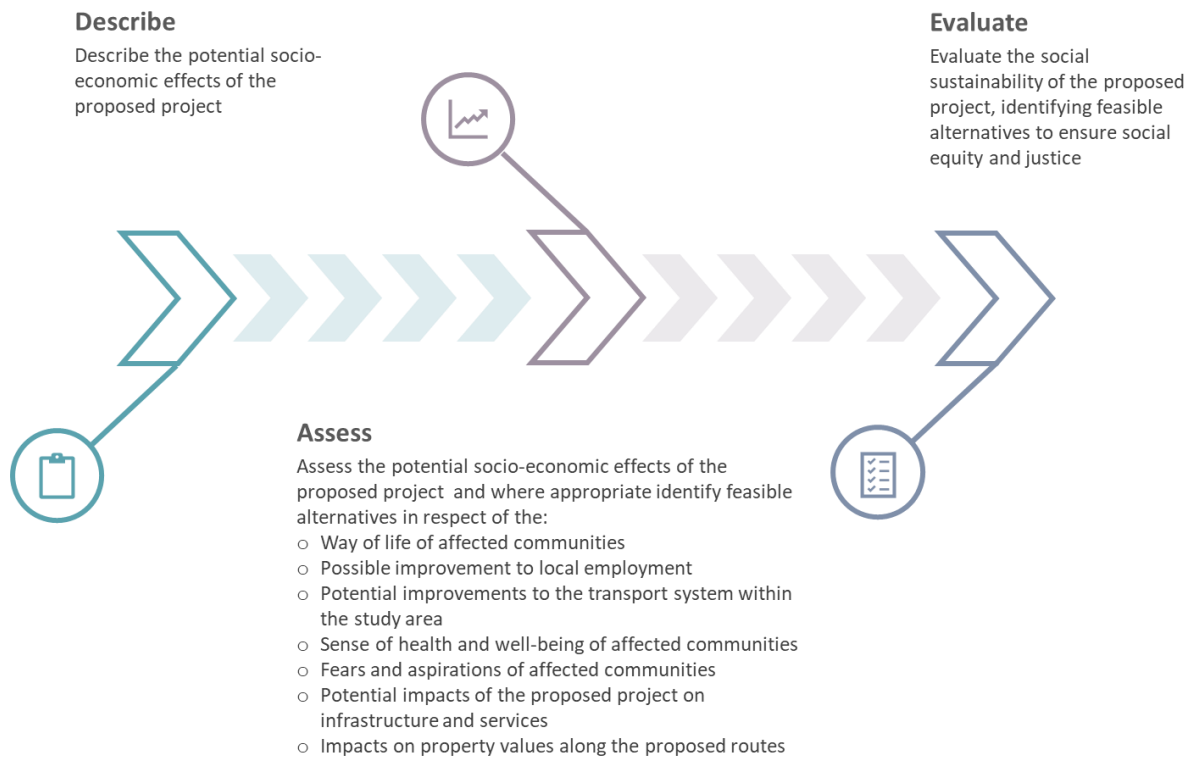 Describe
Describe the potential socio-
economic effects of the
proposed project
Evaluate
Evaluate the social
sustainability of the proposed
project, identifying feasible
alternatives to ensure social
equity and justice
Assess
Assess the potential socio-economic effects of the
proposed project and where appropriate identify feasible
alternatives in respect of the:
o Way of life of affected communities
o Possible improvement to local employment
o Potential improvements to the transport system within
the study area
o Sense of health and well-being of affected communities
o Fears and aspirations of affected communities
o Potential impacts of the proposed project on
infrastructure and services
o Impacts on property values along the proposed routes